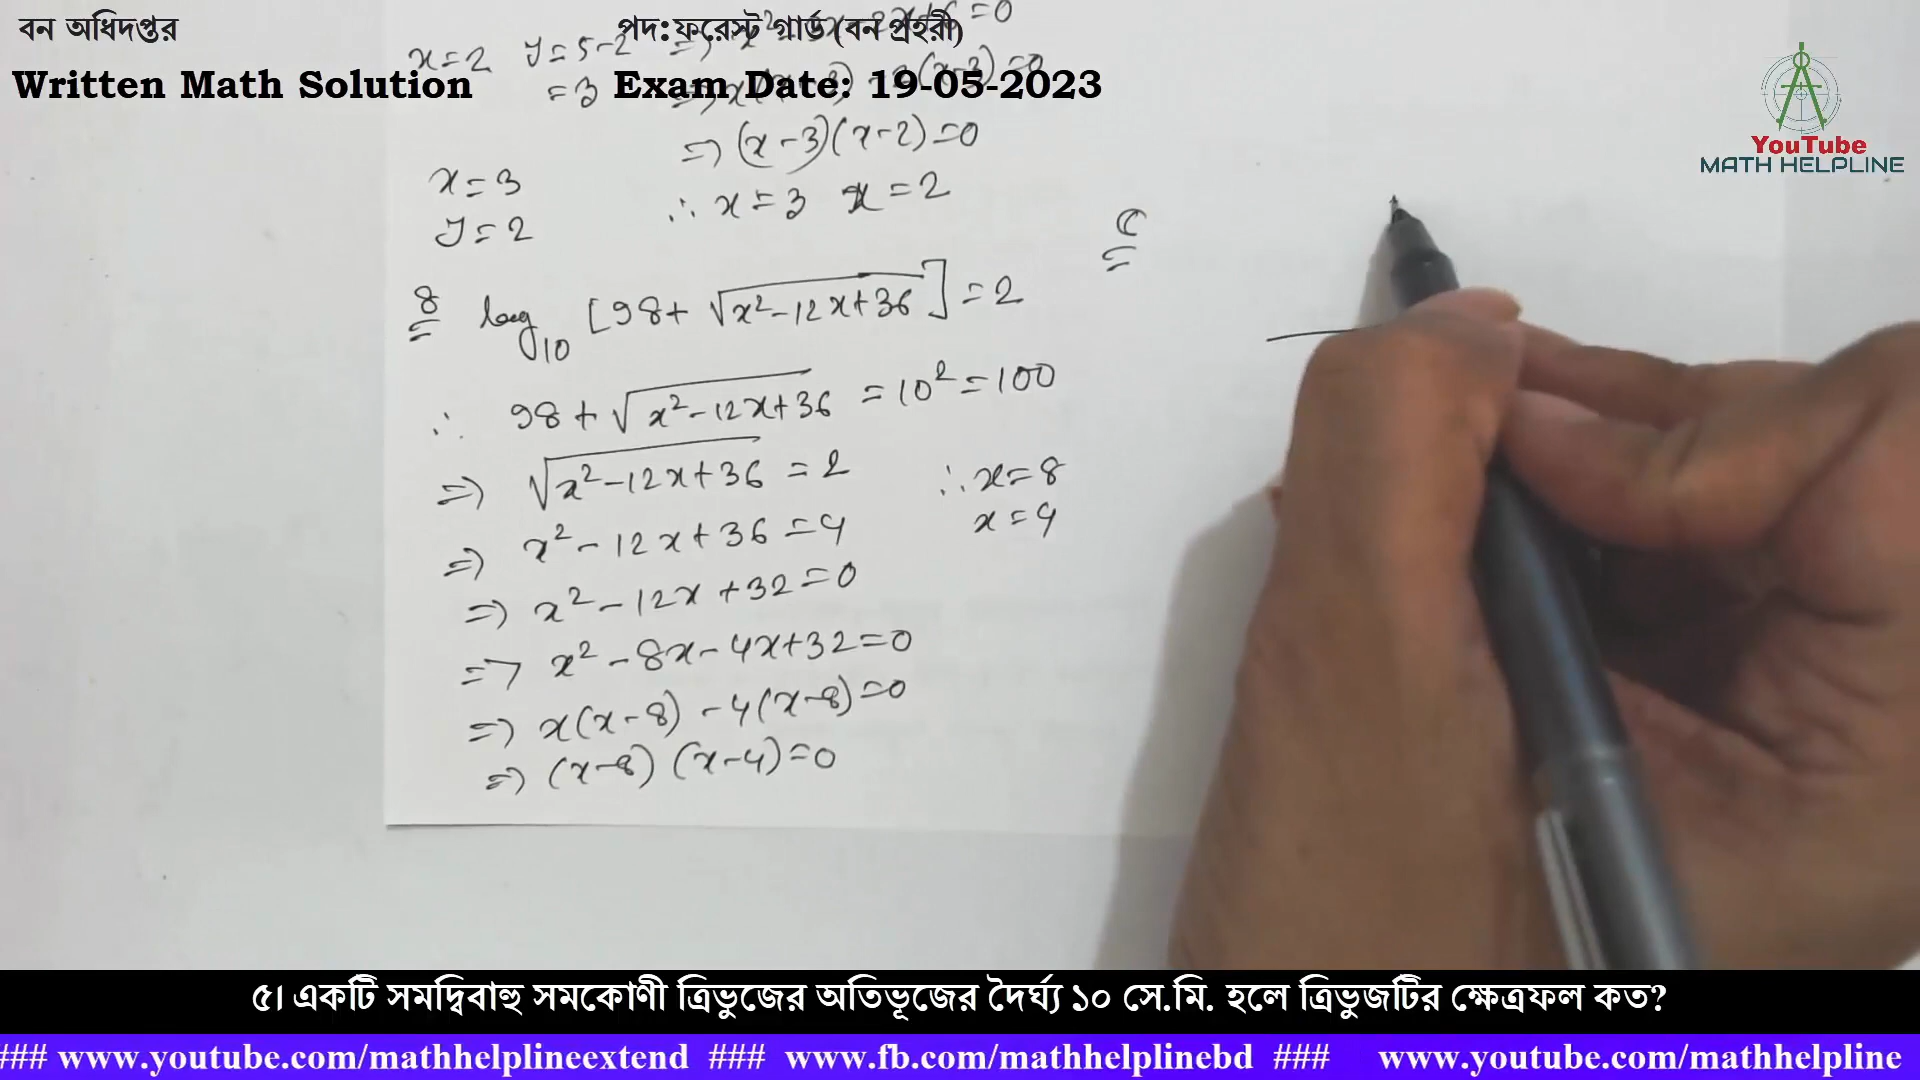 বন অধিদপ্তর
পদ:ফরেস্ট গার্ড (বন প্রহরী)
Written Math Solution
Exam Date: 19-05-2023
YouTube
MATH HELPLINE
x=2 y=5-2
=3
⇒ (x-3)(x-2)=0
x=3
y=2
∴ x=3 x=2
৫
৪ log₁₀ [98+ √x²-12x+36] =2
∴ 98+√x²-12x+36 =10²=100
⇒ √x²-12x+36 =2
⇒ x²-12x+36=4
⇒ x²-12x+32=0
⇒ x²-8x-4x+32=0
⇒ x(x-8)-4(x-8)=0
⇒ (x-8) (x-4)=0
∴ x=8
x=4
৫। একটি সমদ্বিবাহু সমকোণী ত্রিভুজের অতিভূজের দৈর্ঘ্য ১০ সে.মি. হলে ত্রিভুজটির ক্ষেত্রফল কত?
### www.youtube.com/mathhelplineextend ### www.fb.com/mathhelplinebd ### www.youtube.com/mathhelpline